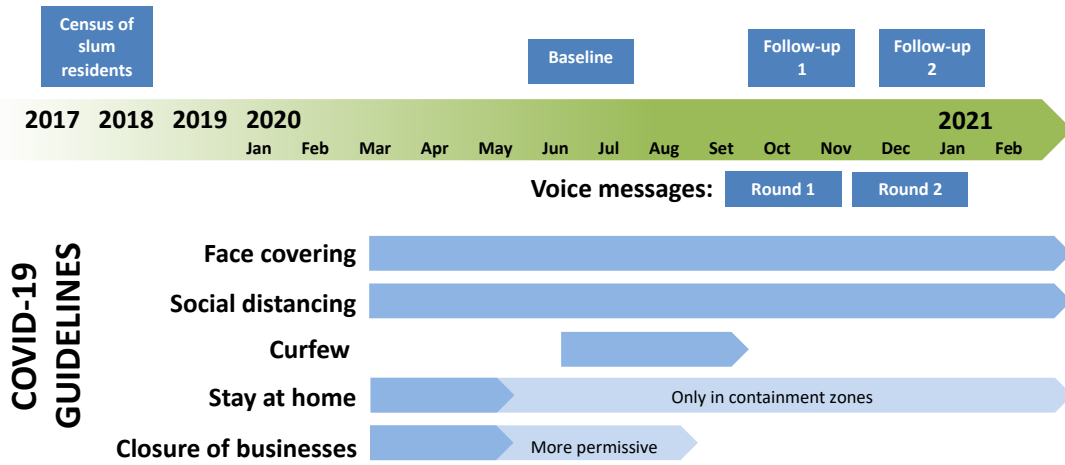 Census of
slum
residents
Baseline
Follow-up
1
Follow-up
2
2017 2018 2019 2020 2021
Jan Feb Mar Apr May Jun Jul Aug Set Oct Nov Dec Jan Feb
Voice messages: Round 1 Round 2
COVID-19
GUIDELINES
Face covering
Social distancing
Curfew
Stay at home Only in containment zones
Closure of businesses More permissive